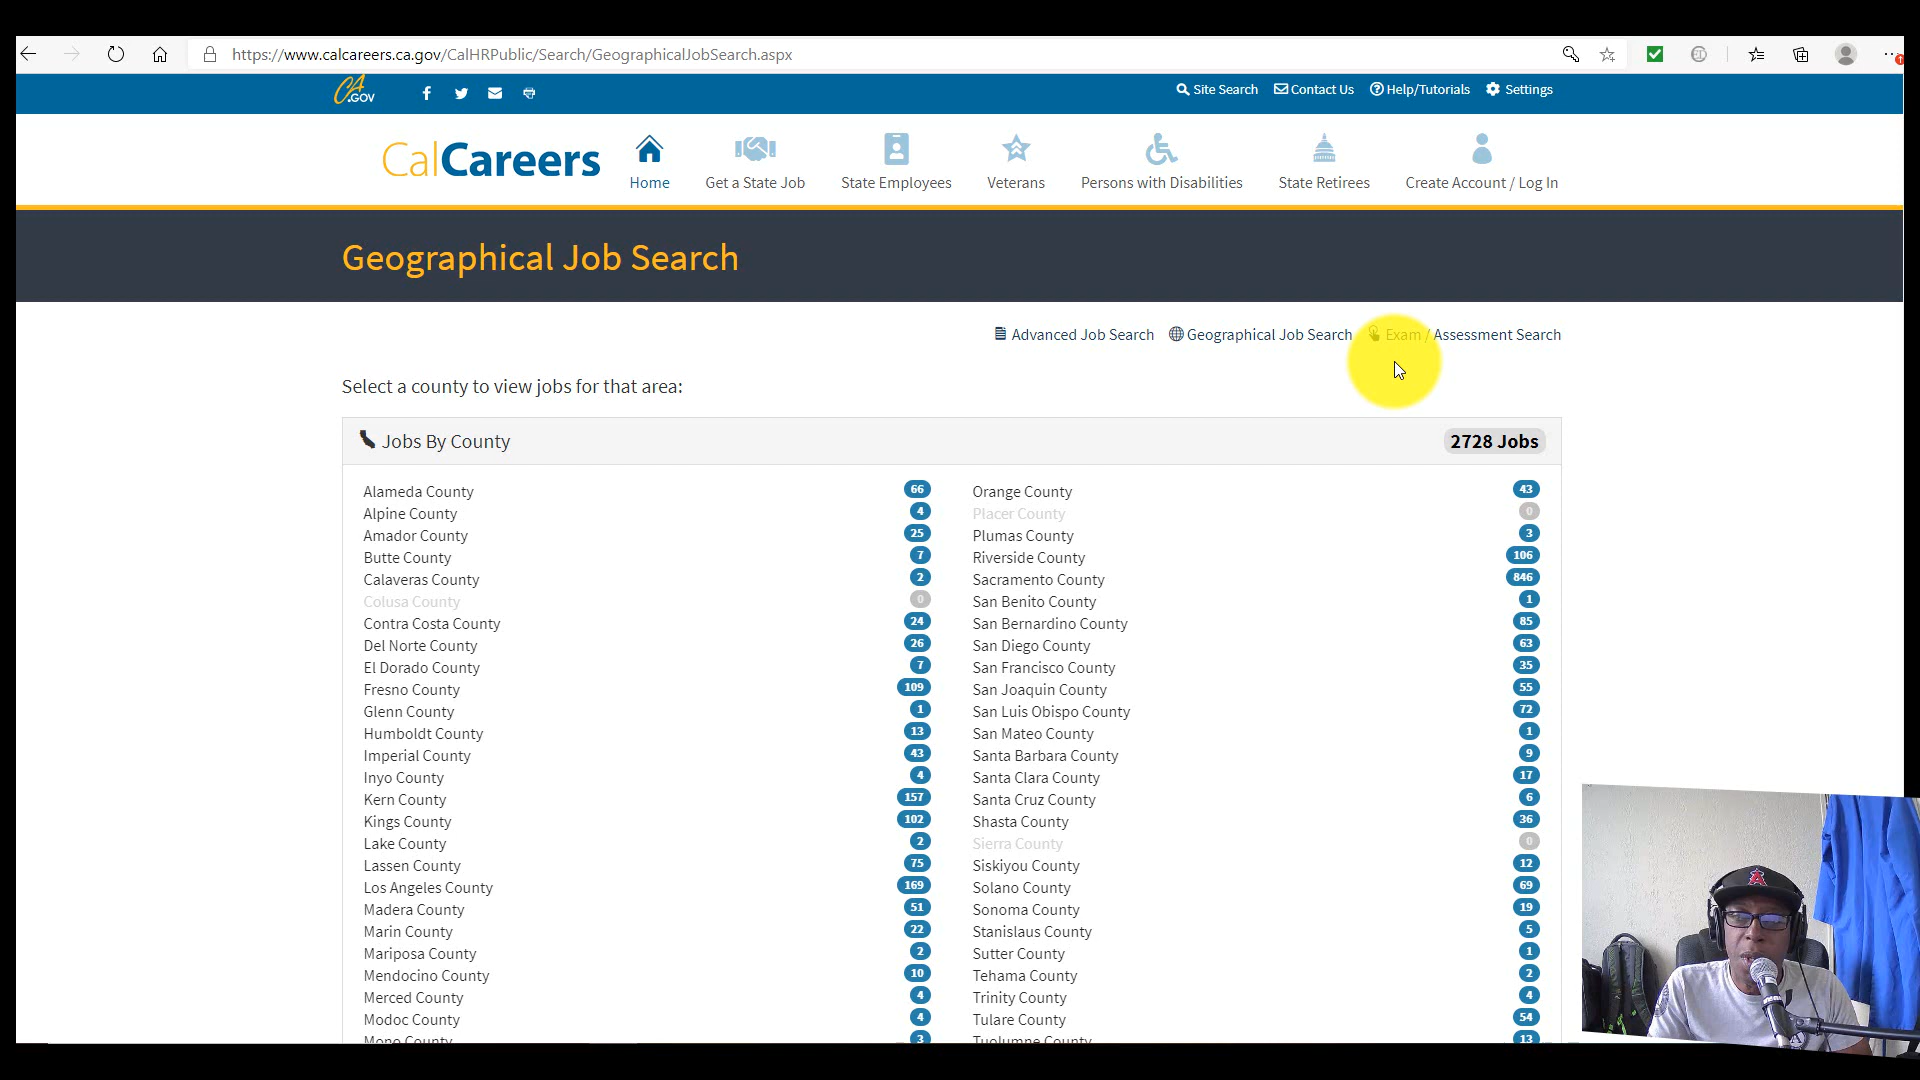 https://www.calcareers.ca.gov/CalHRPublic/Search/GeographicalJobSearch.aspx
CA.GOV
Site Search
Contact Us
Help/Tutorials
Settings
CalCareers
Home
Get a State Job
State Employees
Veterans
Persons with Disabilities
State Retirees
Create Account / Log In
Geographical Job Search
Advanced Job Search
Geographical Job Search
Exam / Assessment Search
Select a county to view jobs for that area:
Jobs By County
2728 Jobs
Alameda County 66
Alpine County 4
Amador County 25
Butte County 7
Calaveras County 2
Colusa County 0
Contra Costa County 24
Del Norte County 26
El Dorado County 7
Fresno County 109
Glenn County 1
Humboldt County 13
Imperial County 43
Inyo County 4
Kern County 157
Kings County 102
Lake County 2
Lassen County 75
Los Angeles County 169
Madera County 51
Marin County 22
Mariposa County 2
Mendocino County 10
Merced County 4
Modoc County 4
Mono County 3
Orange County 43
Placer County 0
Plumas County 3
Riverside County 106
Sacramento County 846
San Benito County 1
San Bernardino County 85
San Diego County 63
San Francisco County 35
San Joaquin County 55
San Luis Obispo County 72
San Mateo County 1
Santa Barbara County 9
Santa Clara County 17
Santa Cruz County 6
Shasta County 36
Sierra County 0
Siskiyou County 12
Solano County 69
Sonoma County 19
Stanislaus County 5
Sutter County 1
Tehama County 2
Trinity County 4
Tulare County 54
Tuolumne County 13
A